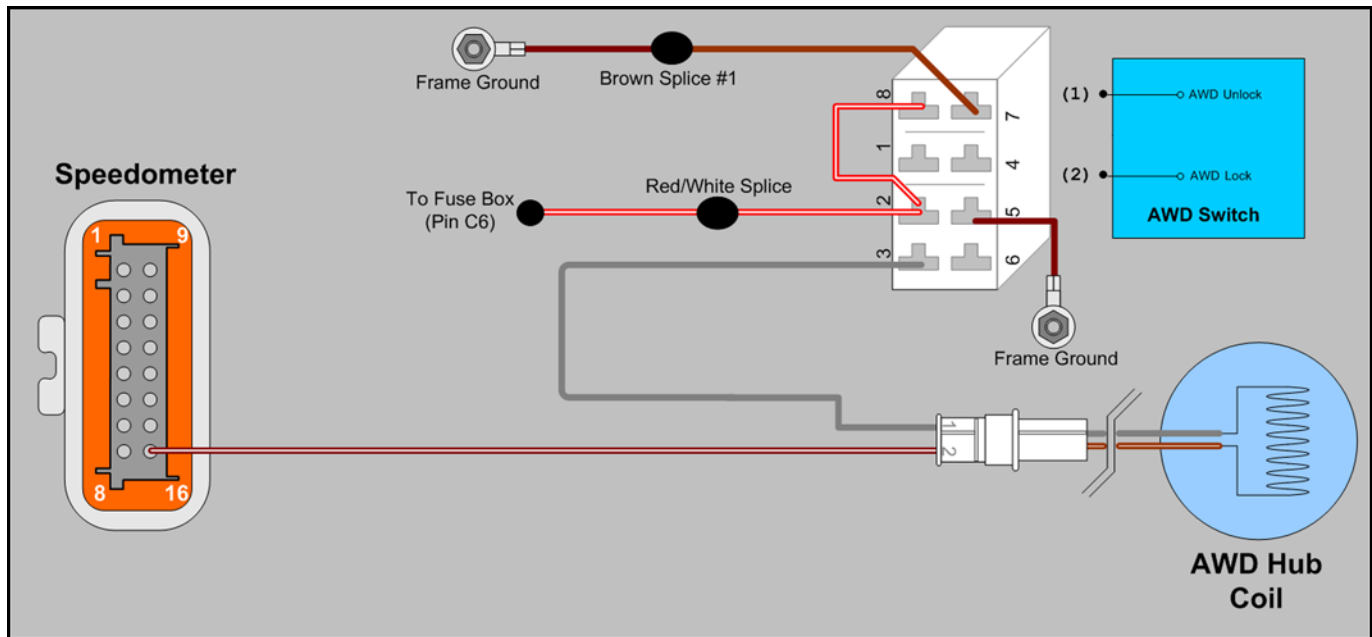 Frame Ground
Brown Splice #1
8
7
1
4
2
5
3
6
(1)
AWD Unlock
(2)
AWD Lock
AWD Switch
Speedometer
1
9
8
16
To Fuse Box
(Pin C6)
Red/White Splice
Frame Ground
1
2
AWD Hub
Coil